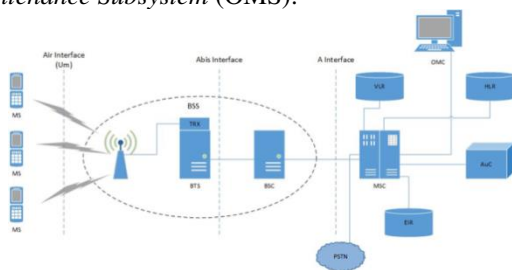 tenance Subsystem (OMS).
Air Interface
(Um)
Abis Interface
A Interface
OMC
VLR
HLR
BSS
TRX
MS
MS
MS
BTS
BSC
MSC
AuC
EIR
PSTN